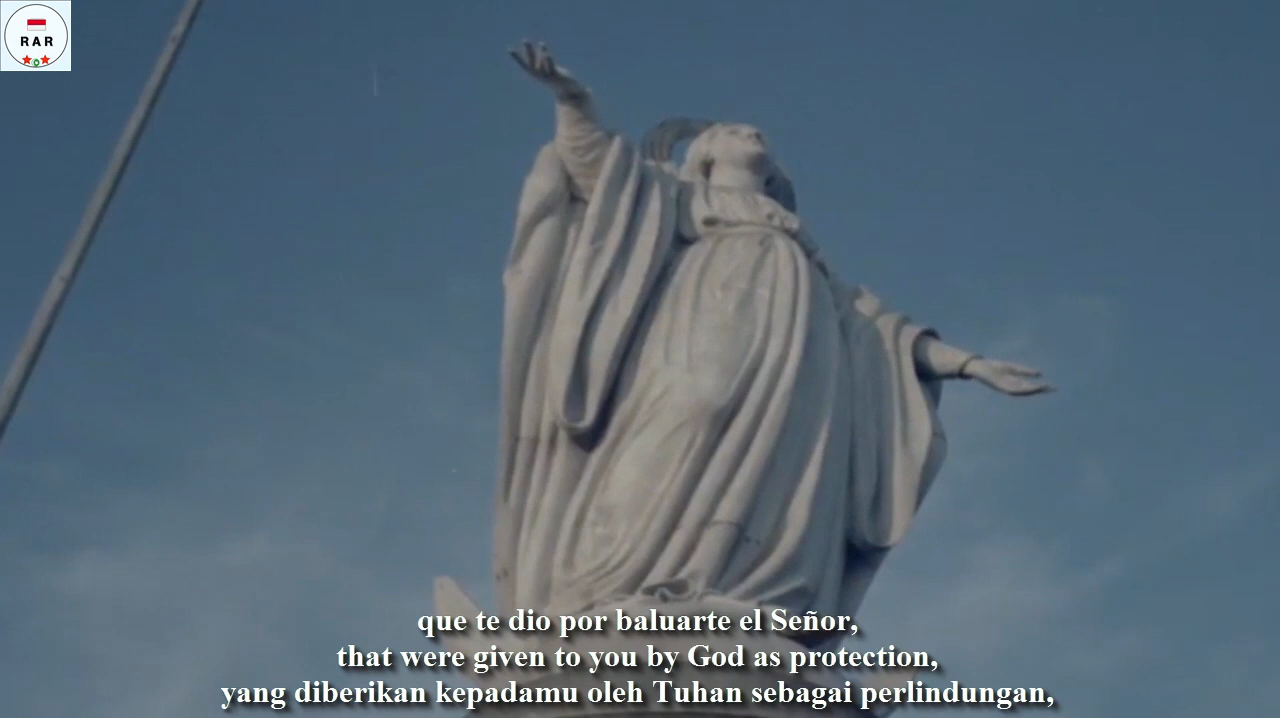 RAR
que te dio por baluarte el Señor,
that were given to you by God as protection,
yang diberikan kepadamu oleh Tuhan sebagai perlindungan,